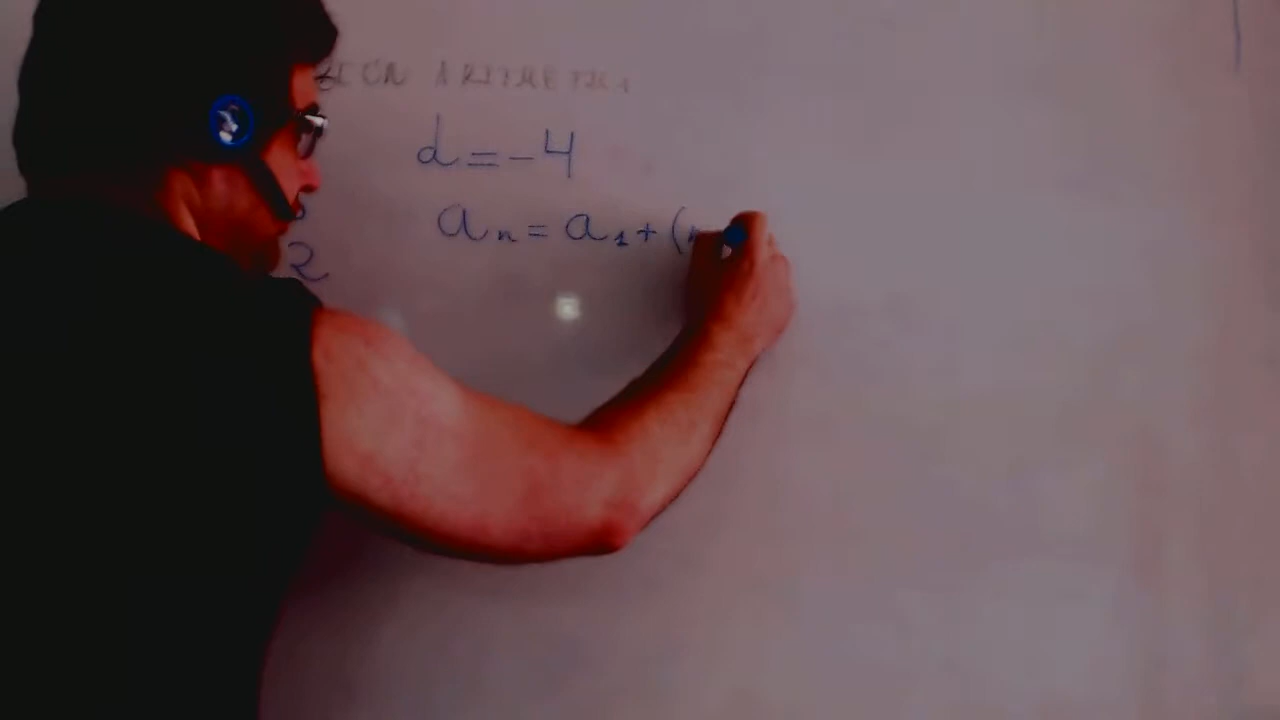 ARITMETICA
d = -4
aₙ = a₁ + (n
2